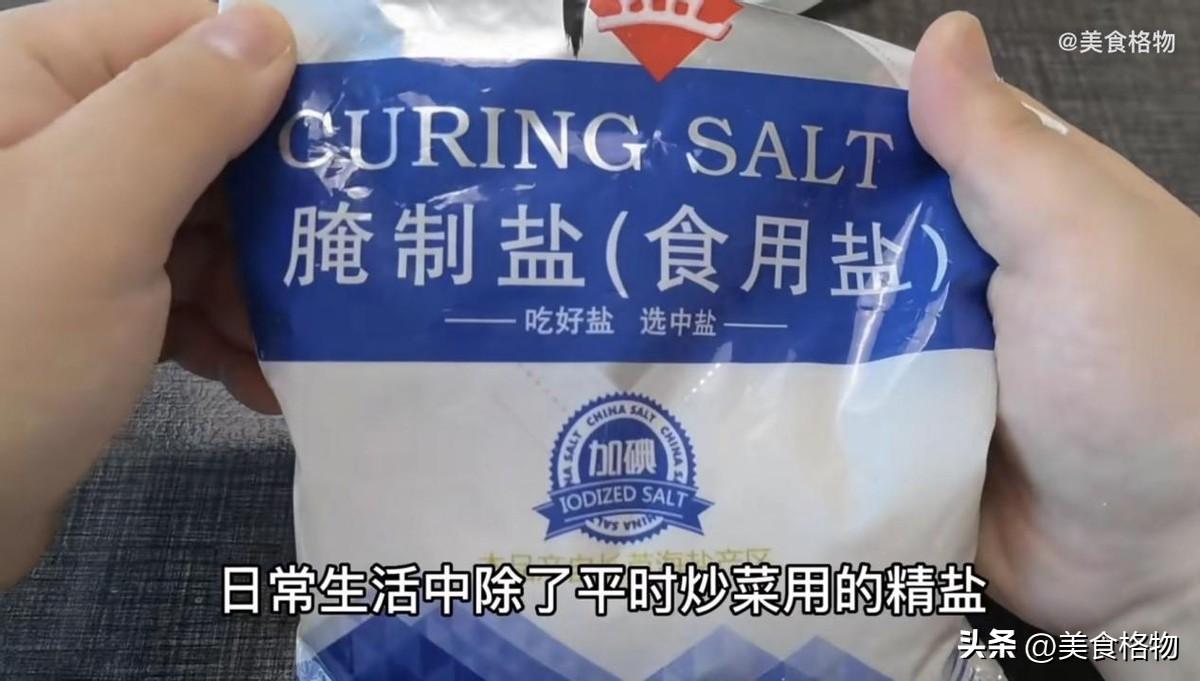 盐
@美食格物
CURING SALT
腌制盐(食用盐)
吃好盐 选中盐
CHINA SALT
加碘
IODIZED SALT
日常生活中除了平时炒菜用的精盐
头条 @美食格物